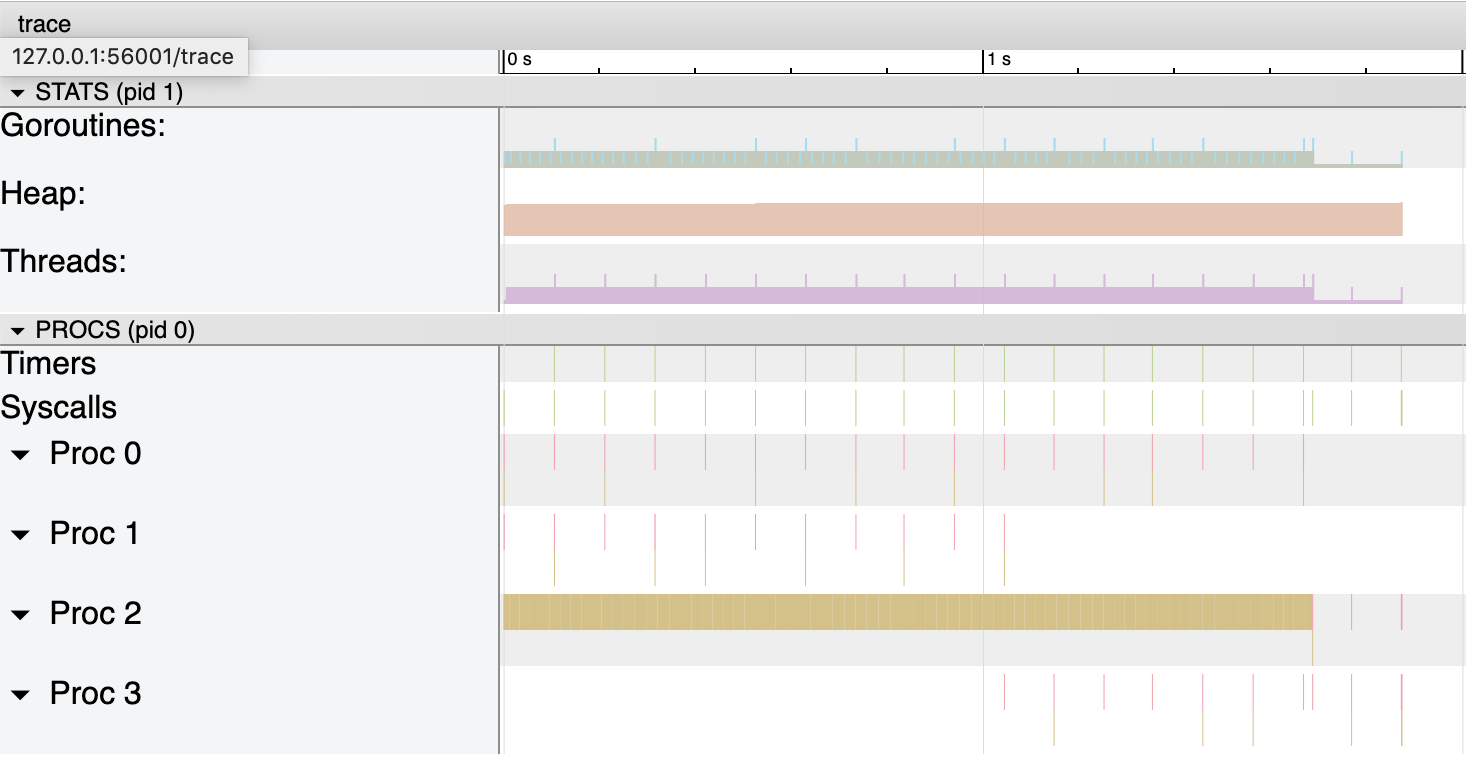 trace
127.0.0.1:56001/trace
0 s
1 s
STATS (pid 1)
Goroutines:
Heap:
Threads:
PROCS (pid 0)
Timers
Syscalls
Proc 0
Proc 1
Proc 2
Proc 3